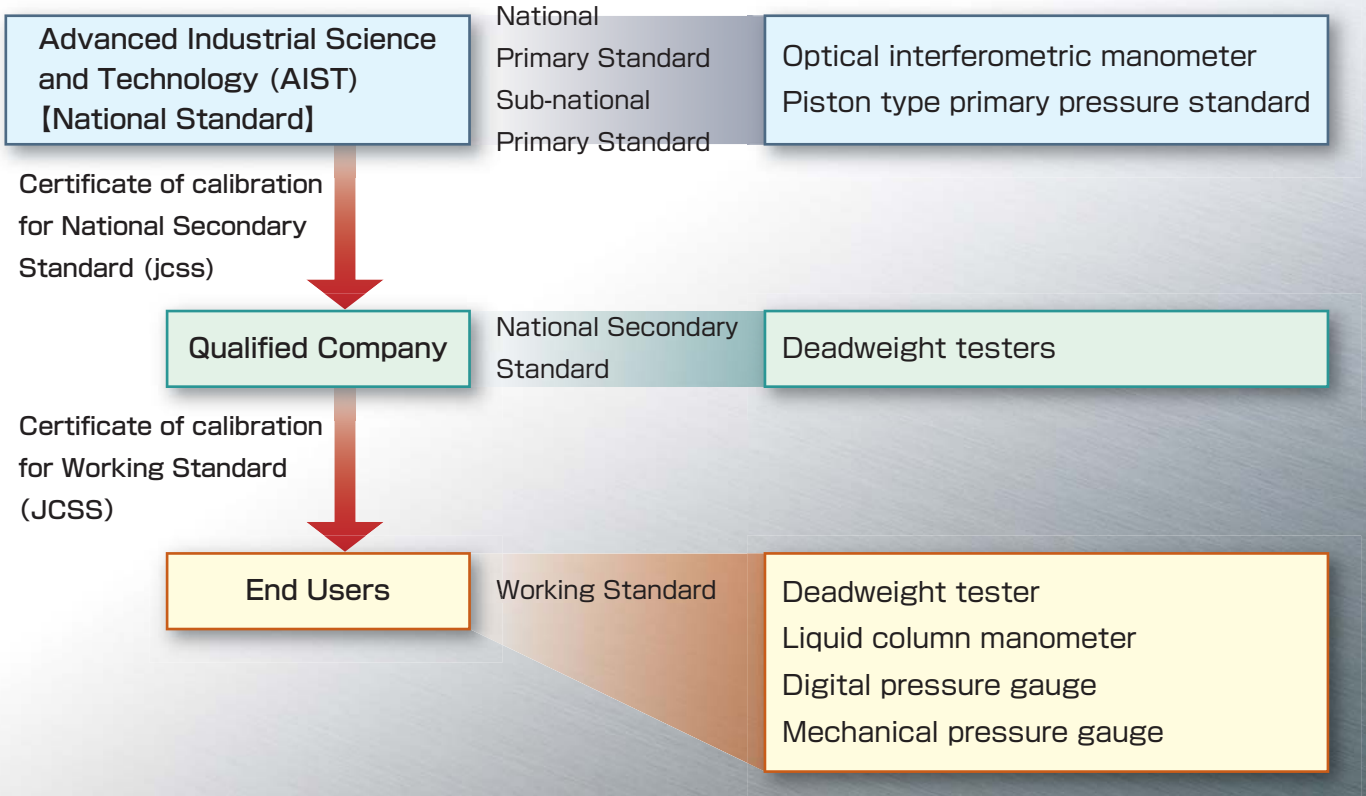 Advanced Industrial Science
and Technology (AIST)
【National Standard】
National
Primary Standard
Sub-national
Primary Standard
Optical interferometric manometer
Piston type primary pressure standard
Certificate of calibration
for National Secondary
Standard (jcss)
Qualified Company
National Secondary
Standard
Deadweight testers
Certificate of calibration
for Working Standard
(JCSS)
End Users
Working Standard
Deadweight tester
Liquid column manometer
Digital pressure gauge
Mechanical pressure gauge